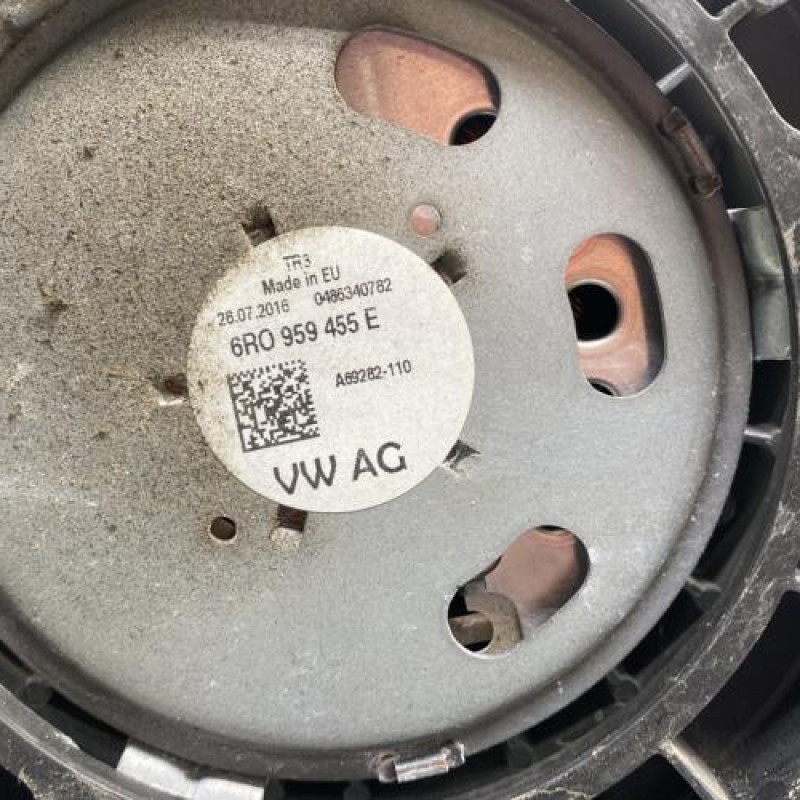 TR3
Made in EU
26.07.2016 0486340782
6R0 959 455 E
A69282-110
VW AG